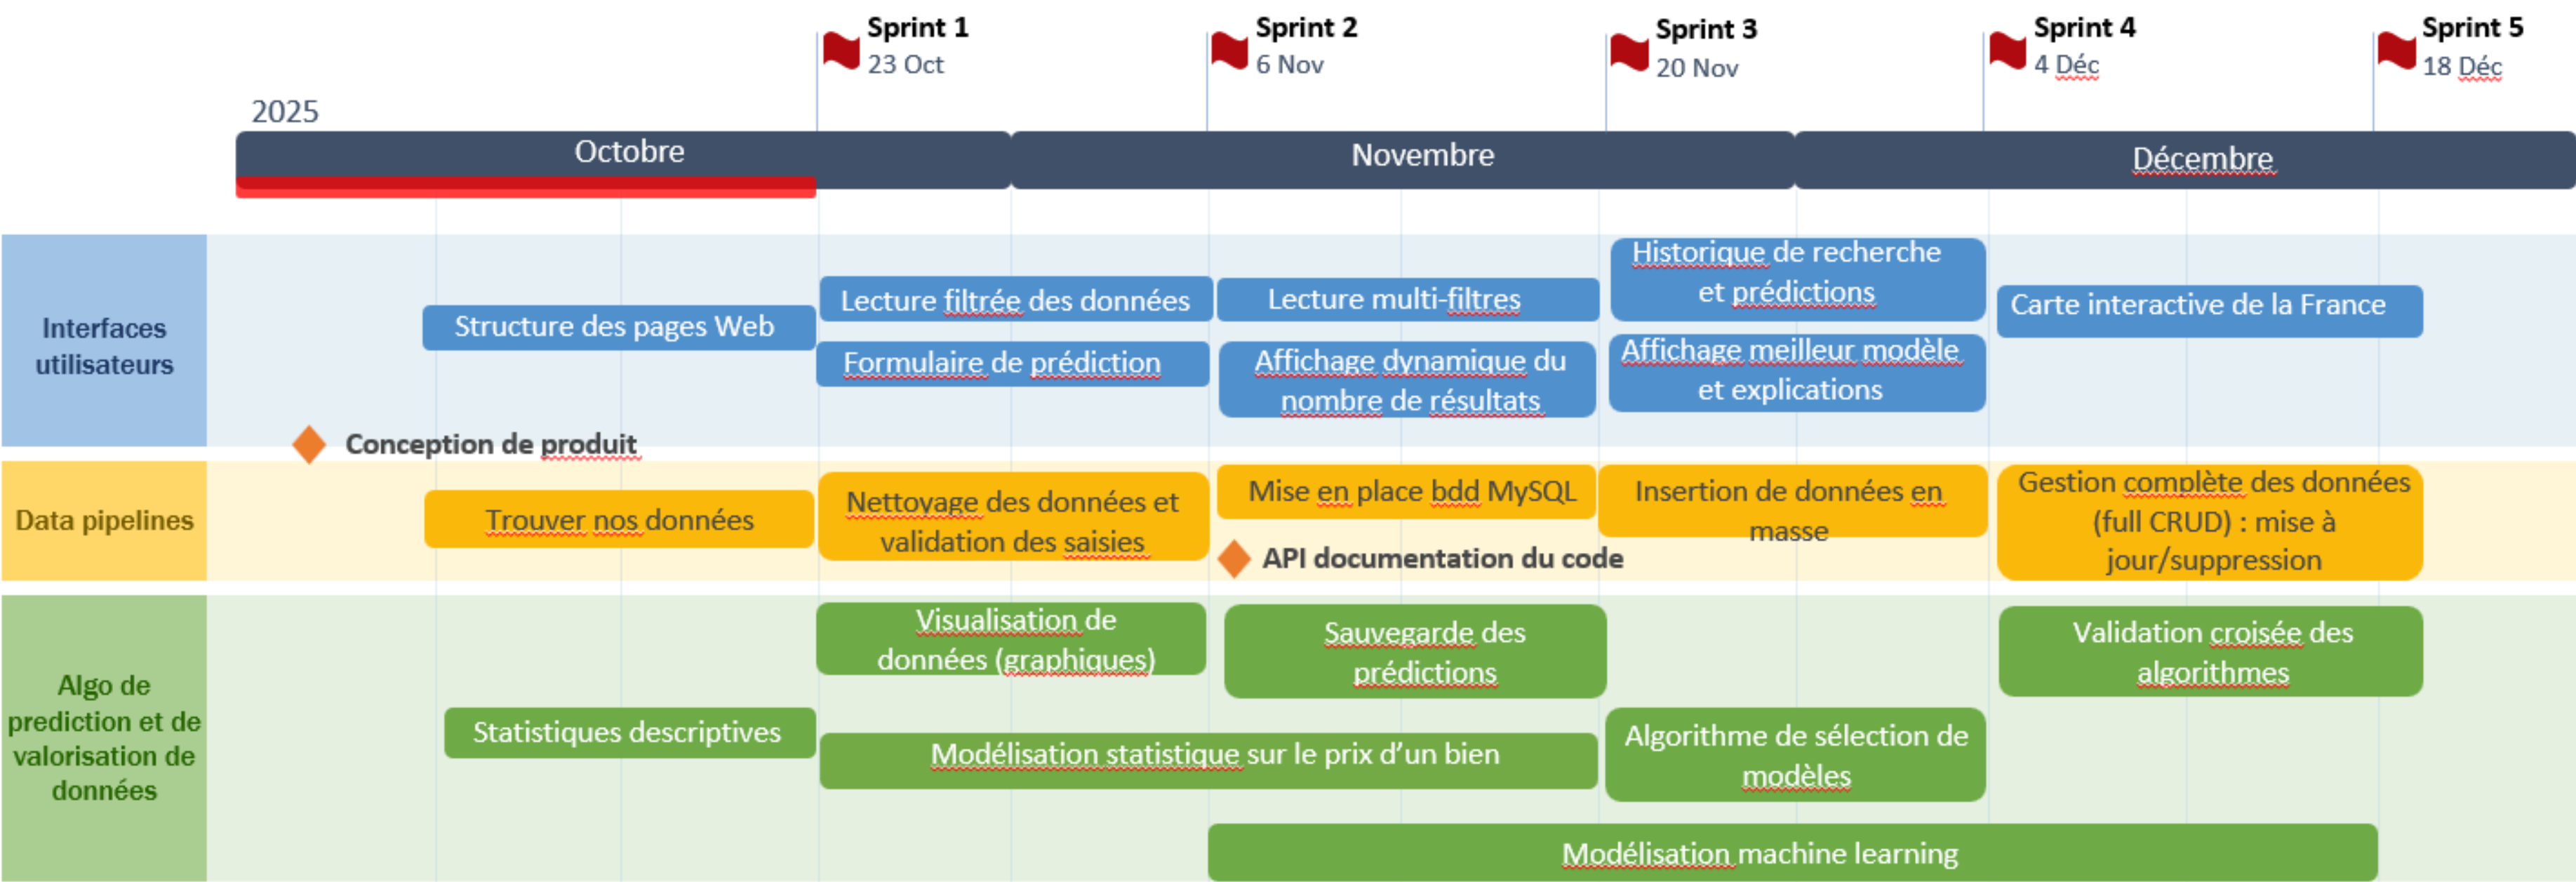 Sprint 1
23 Oct
Sprint 2
6 Nov
Sprint 3
20 Nov
Sprint 4
4 Déc
Sprint 5
18 Déc
2025
Octobre
Novembre
Décembre
Interfaces
utilisateurs
Structure des pages Web
Lecture filtrée des données
Formulaire de prédiction
Lecture multi-filtres
Affichage dynamique du
nombre de résultats
Historique de recherche
et prédictions
Affichage meilleur modèle
et explications
Carte interactive de la France
Conception de produit
Data pipelines
Trouver nos données
Nettoyage des données et
validation des saisies
Mise en place bdd MySQL
API documentation du code
Insertion de données en
masse
Gestion complète des données
(full CRUD) : mise à
jour/suppression
Algo de
prediction et de
valorisation de
données
Statistiques descriptives
Visualisation de
données (graphiques)
Sauvegarde des
prédictions
Modélisation statistique sur le prix d’un bien
Algorithme de sélection de
modèles
Validation croisée des
algorithmes
Modélisation machine learning